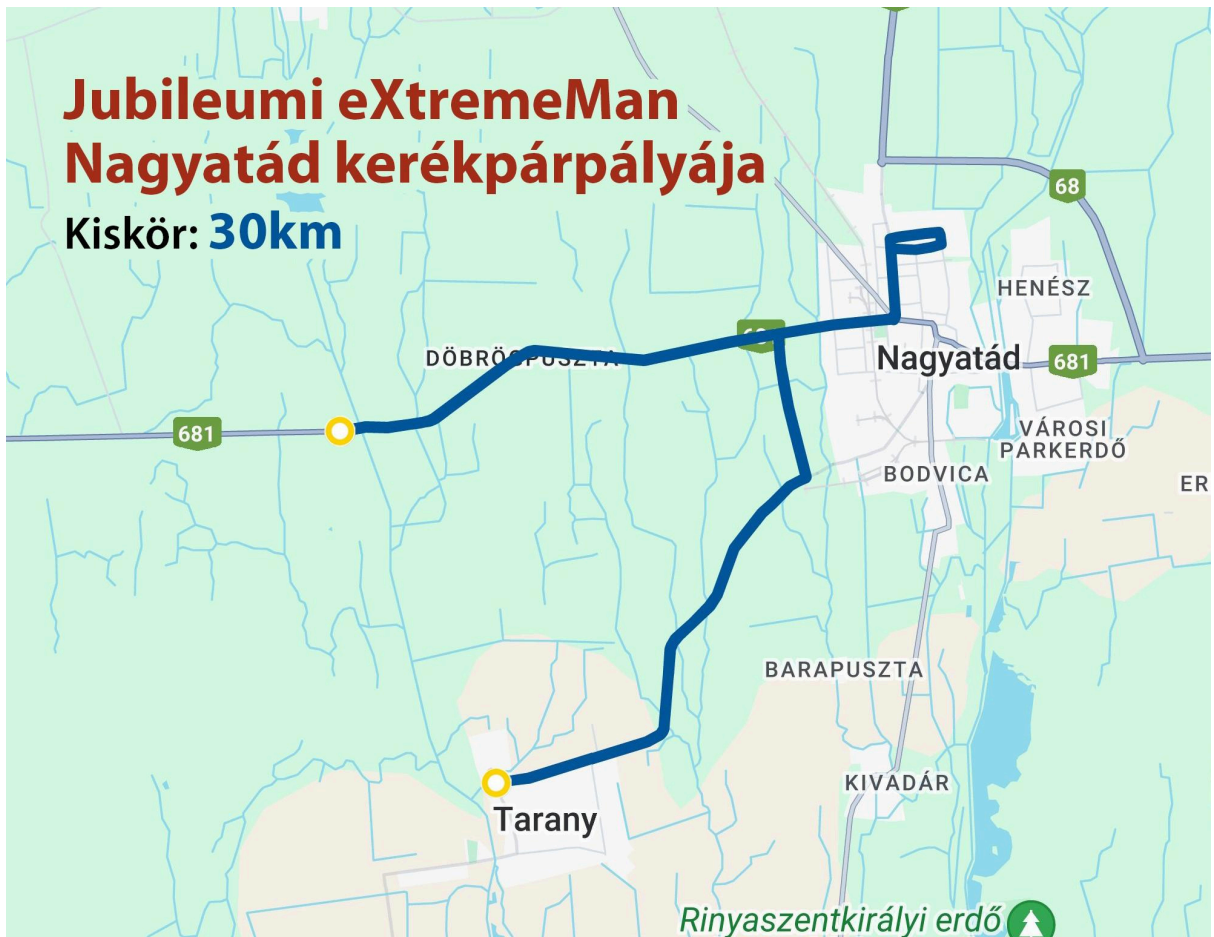 Jubileumi eXtremeMan
Nagyatád kerékpárpályája
Kiskör: 30km
68
HENÉSZ
Nagyatád
681
681
VÁROSI
PARKERDŐ
BODVICA
ER
BARAPUSZTA
KIVADÁR
Tarany
Rinyaszentkirályi erdő